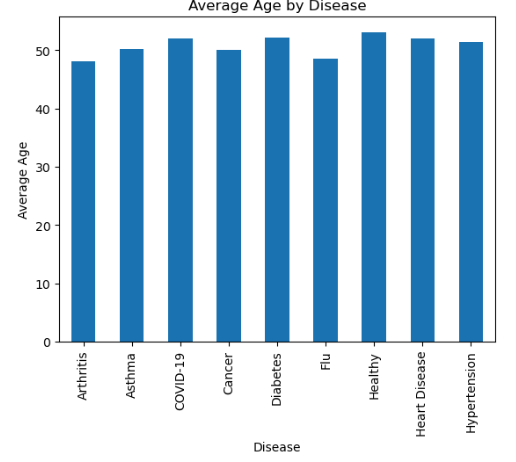 Average Age by Disease
Average Age
50
40
30
20
10
0
Arthritis
Asthma
COVID-19
Cancer
Diabetes
Flu
Healthy
Heart Disease
Hypertension
Disease